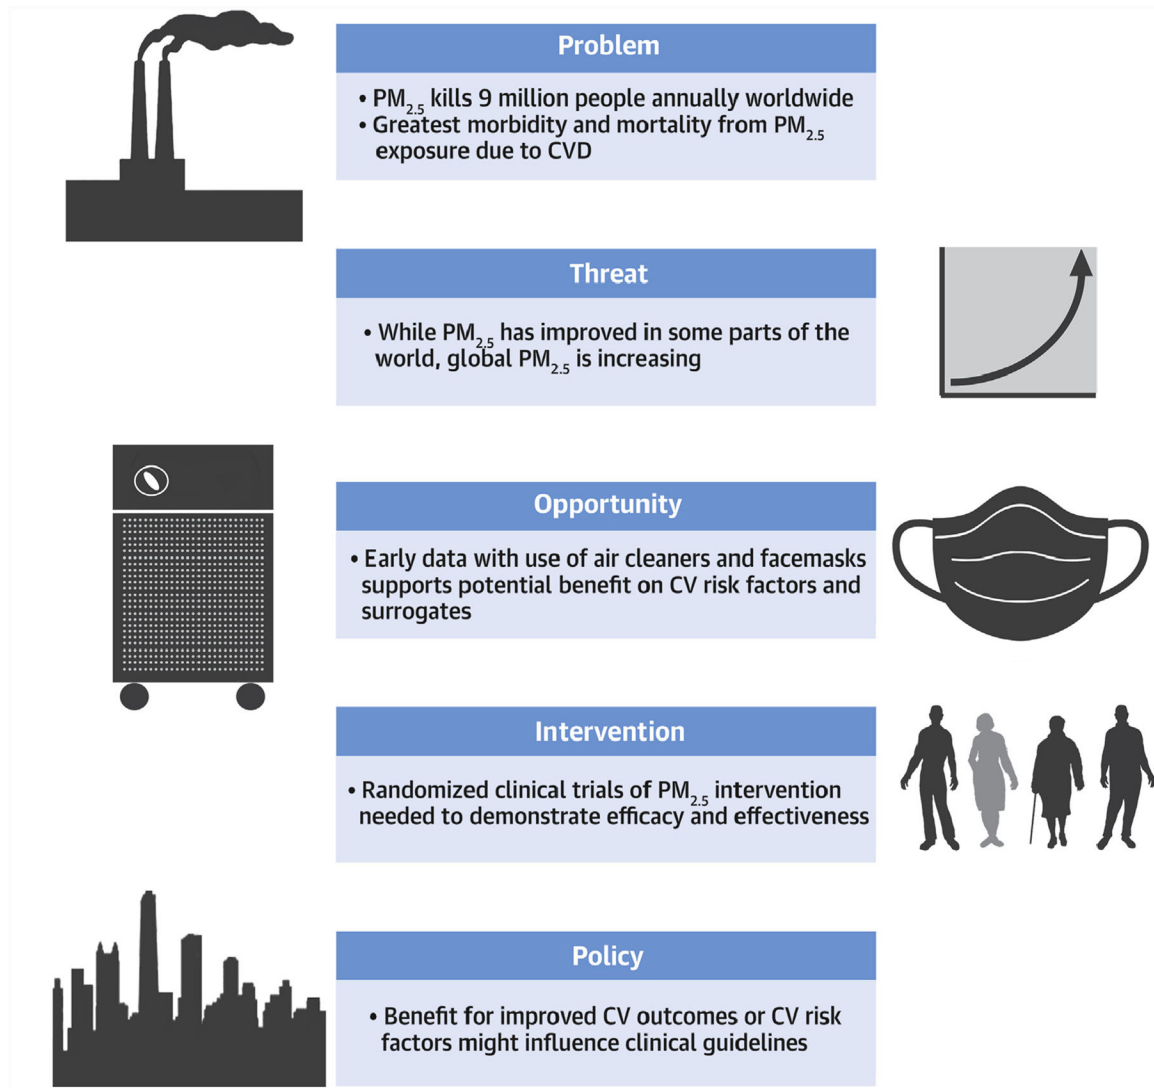 Problem
• PM2.5 kills 9 million people annually worldwide
• Greatest morbidity and mortality from PM2.5
exposure due to CVD
Threat
• While PM2.5 has improved in some parts of the
world, global PM2.5 is increasing
Opportunity
• Early data with use of air cleaners and facemasks
supports potential benefit on CV risk factors and
surrogates
Intervention
• Randomized clinical trials of PM2.5 intervention
needed to demonstrate efficacy and effectiveness
Policy
• Benefit for improved CV outcomes or CV risk
factors might influence clinical guidelines